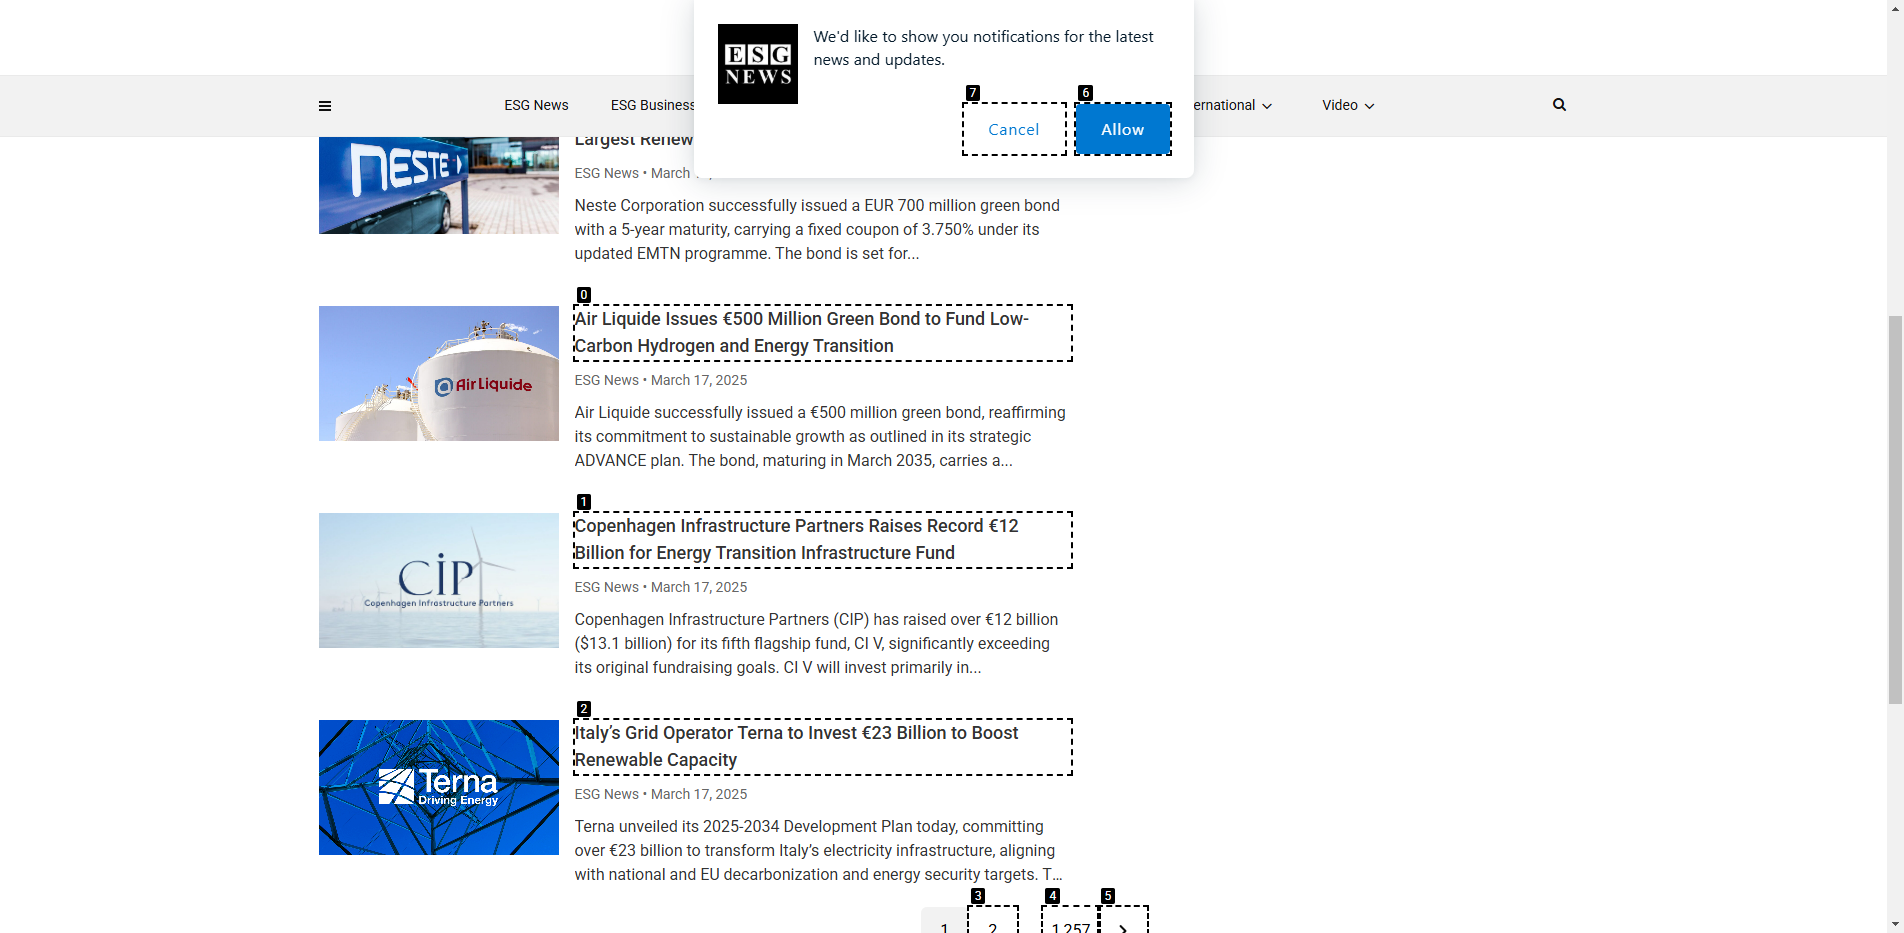 ESG
NEWS
We'd like to show you notifications for the latest
news and updates.
7
6
Cancel
Allow
ESG News
ESG Business
ernational
Video
Largest Renew
NESTE
ESG News • March
Neste Corporation successfully issued a EUR 700 million green bond
with a 5-year maturity, carrying a fixed coupon of 3.750% under its
updated EMTN programme. The bond is set for...
0
Air Liquide Issues €500 Million Green Bond to Fund Low-
Carbon Hydrogen and Energy Transition
Air Liquide
ESG News • March 17, 2025
Air Liquide successfully issued a €500 million green bond, reaffirming
its commitment to sustainable growth as outlined in its strategic
ADVANCE plan. The bond, maturing in March 2035, carries a...
1
Copenhagen Infrastructure Partners Raises Record €12
Billion for Energy Transition Infrastructure Fund
CIP
Copenhagen Infrastructure Partners
ESG News • March 17, 2025
Copenhagen Infrastructure Partners (CIP) has raised over €12 billion
($13.1 billion) for its fifth flagship fund, CI V, significantly exceeding
its original fundraising goals. CI V will invest primarily in...
2
Italy’s Grid Operator Terna to Invest €23 Billion to Boost
Renewable Capacity
Terna
Driving Energy
ESG News • March 17, 2025
Terna unveiled its 2025-2034 Development Plan today, committing
over €23 billion to transform Italy’s electricity infrastructure, aligning
with national and EU decarbonization and energy security targets. T...
3
4
5
1
2
1,257